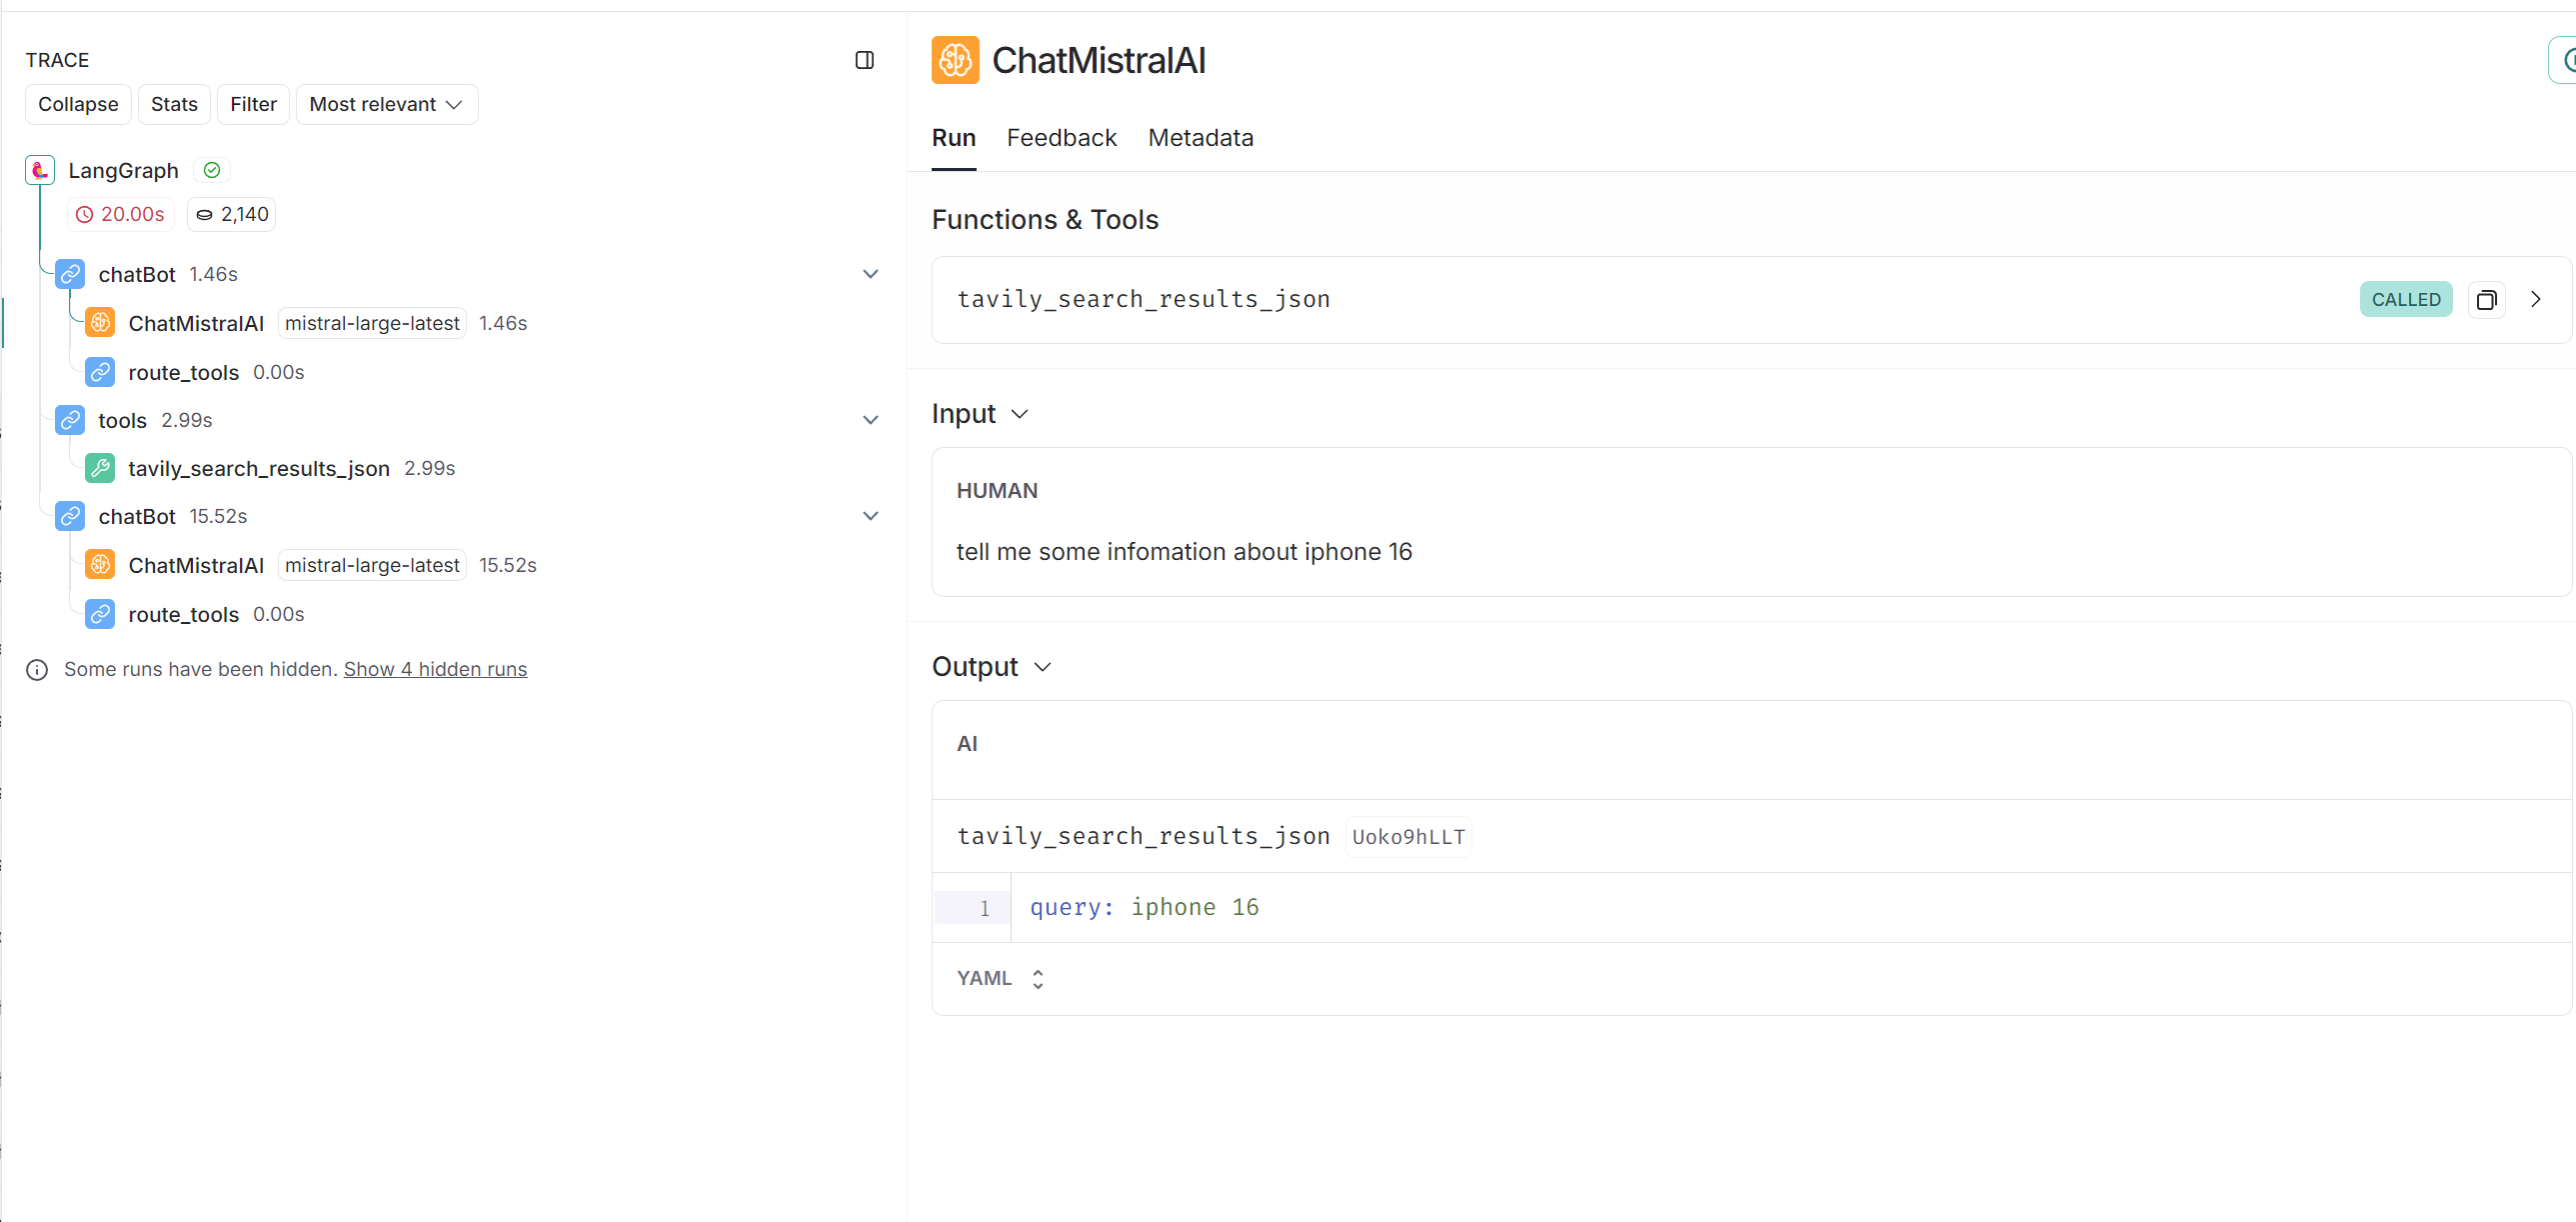 TRACE
Collapse Stats Filter Most relevant
LangGraph
20.00s 2,140
chatBot 1.46s
ChatMistralAI mistral-large-latest 1.46s
route_tools 0.00s
tools 2.99s
tavily_search_results_json 2.99s
chatBot 15.52s
ChatMistralAI mistral-large-latest 15.52s
route_tools 0.00s
Some runs have been hidden. Show 4 hidden runs
ChatMistralAI
Run Feedback Metadata
Functions & Tools
tavily_search_results_json CALLED
Input
HUMAN
tell me some infomation about iphone 16
Output
AI
tavily_search_results_json Uoko9hLLT
1 query: iphone 16
YAML